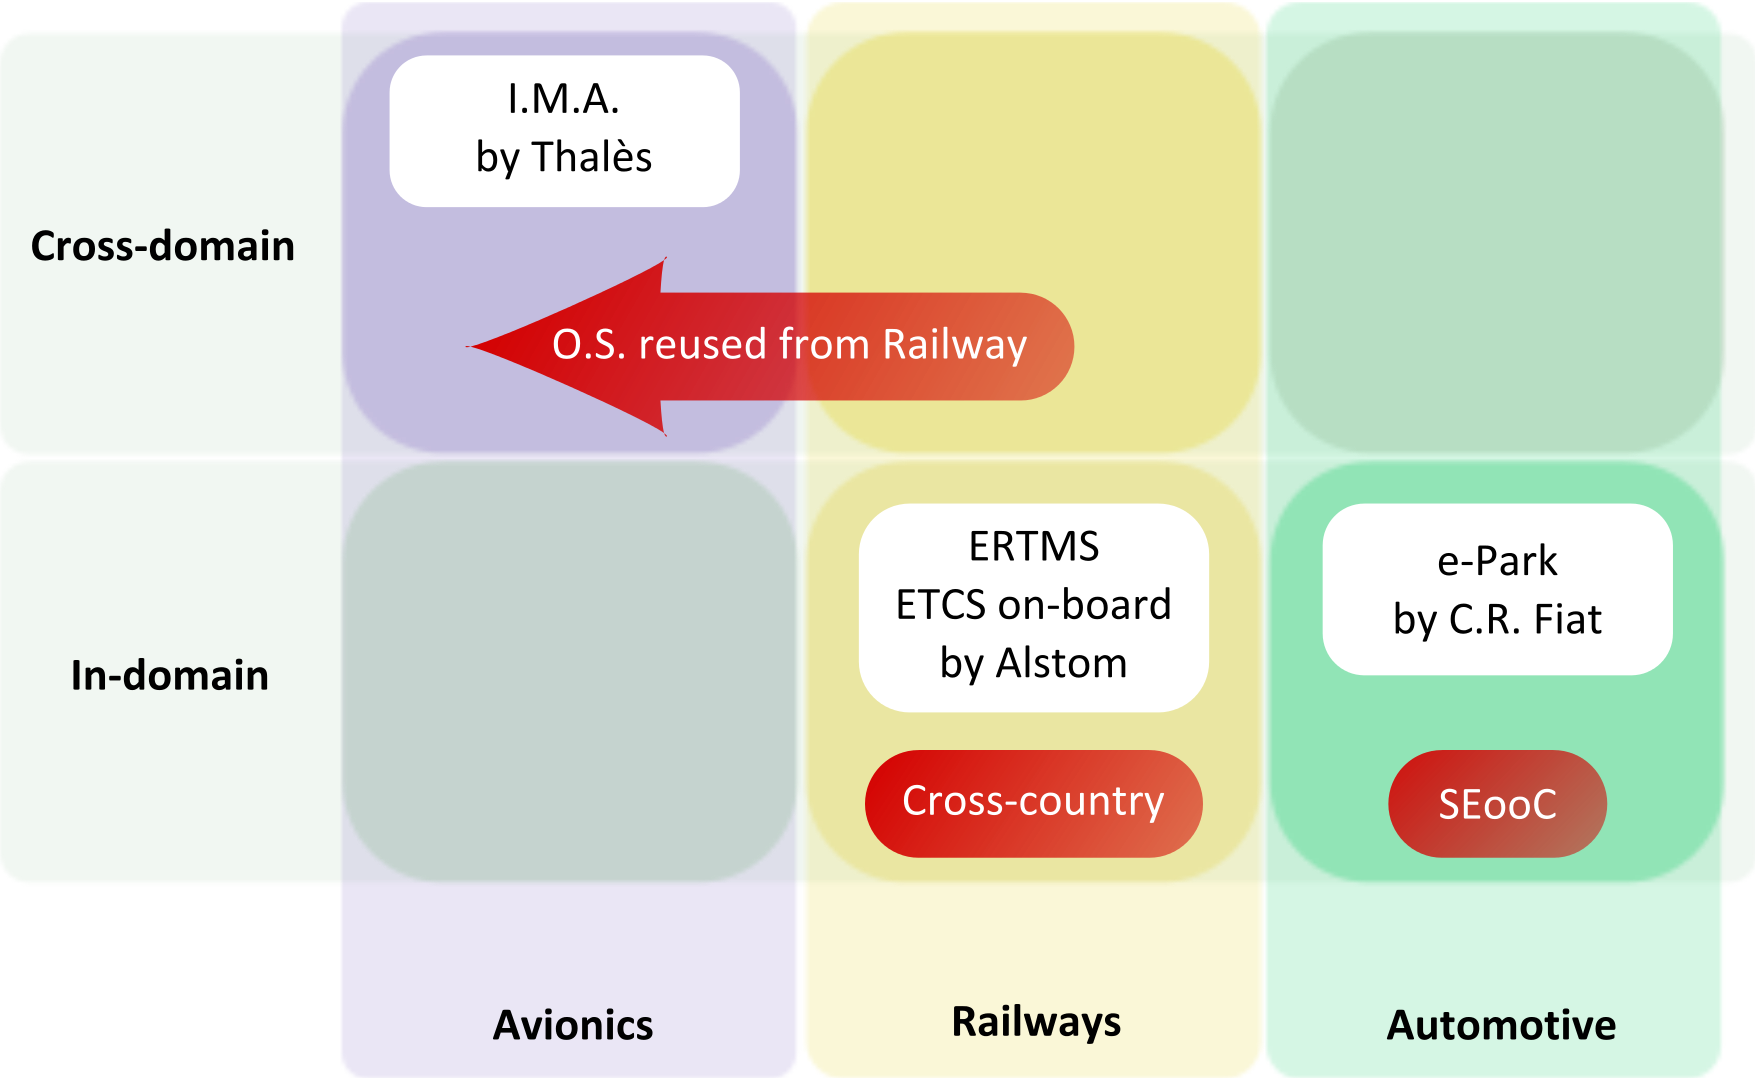 I.M.A.
by Thalès
Cross-domain
O.S. reused from Railway
ERTMS
ETCS on-board
by Alstom
e-Park
by C.R. Fiat
In-domain
Cross-country
SEooC
Avionics
Railways
Automotive